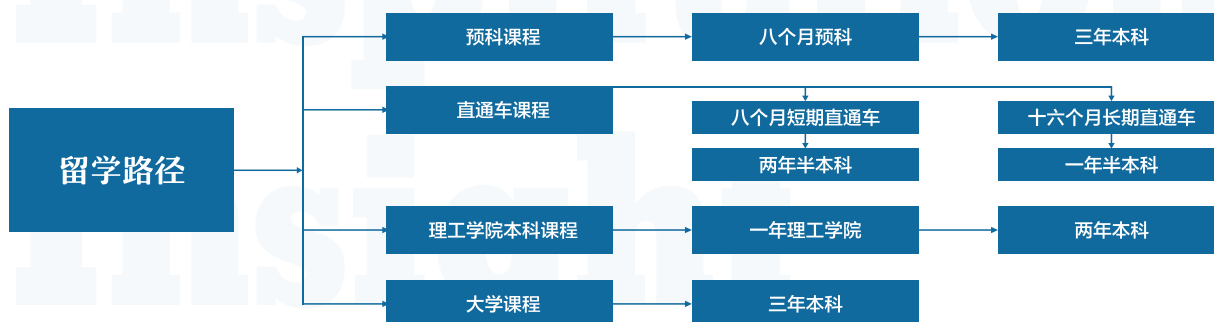 留学路径
预科课程
八个月预科
三年本科
直通车课程
八个月短期直通车
十六个月长期直通车
两年半本科
一年半本科
理工学院本科课程
一年理工学院
两年本科
大学课程
三年本科
Inspiration
Insight